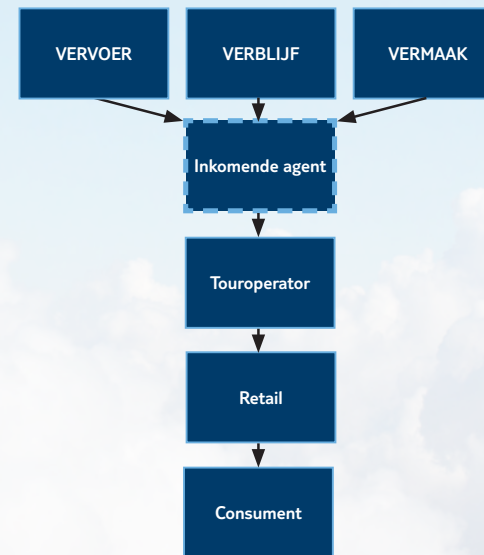 VERVOER
VERBLIJF
VERMAAK
Inkomende agent
Touroperator
Retail
Consument